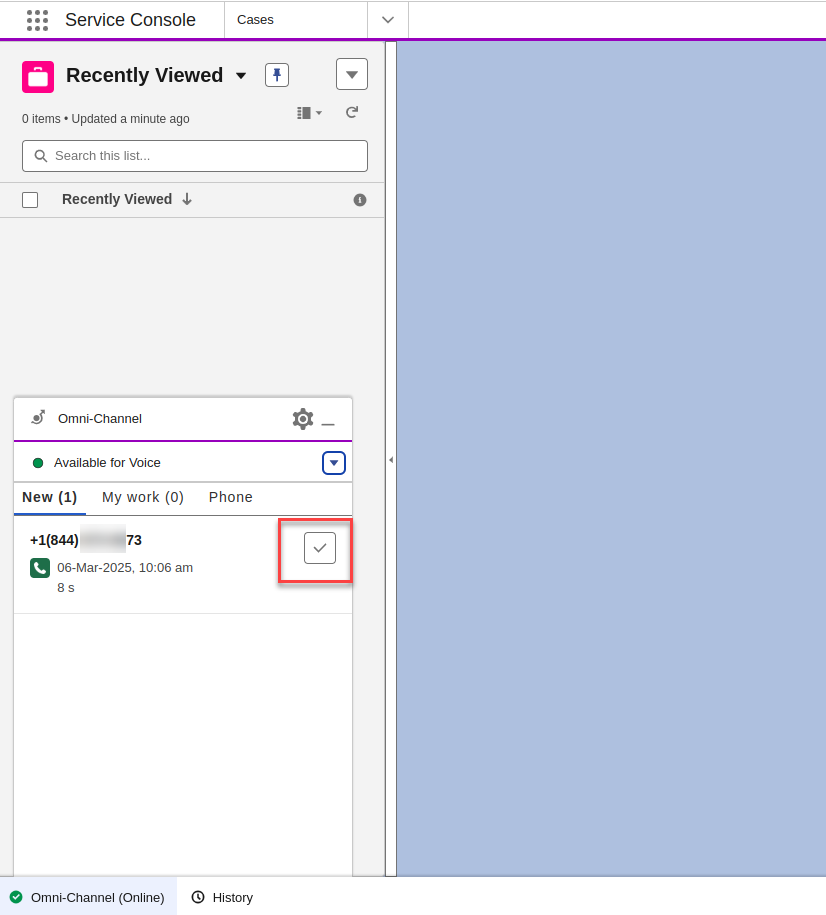 Service Console
Cases
Recently Viewed
0 items • Updated a minute ago
Search this list...
Recently Viewed
Omni-Channel
Available for Voice
New (1) My work (0) Phone
+1(844) 73
06-Mar-2025, 10:06 am
8 s
Omni-Channel (Online) History